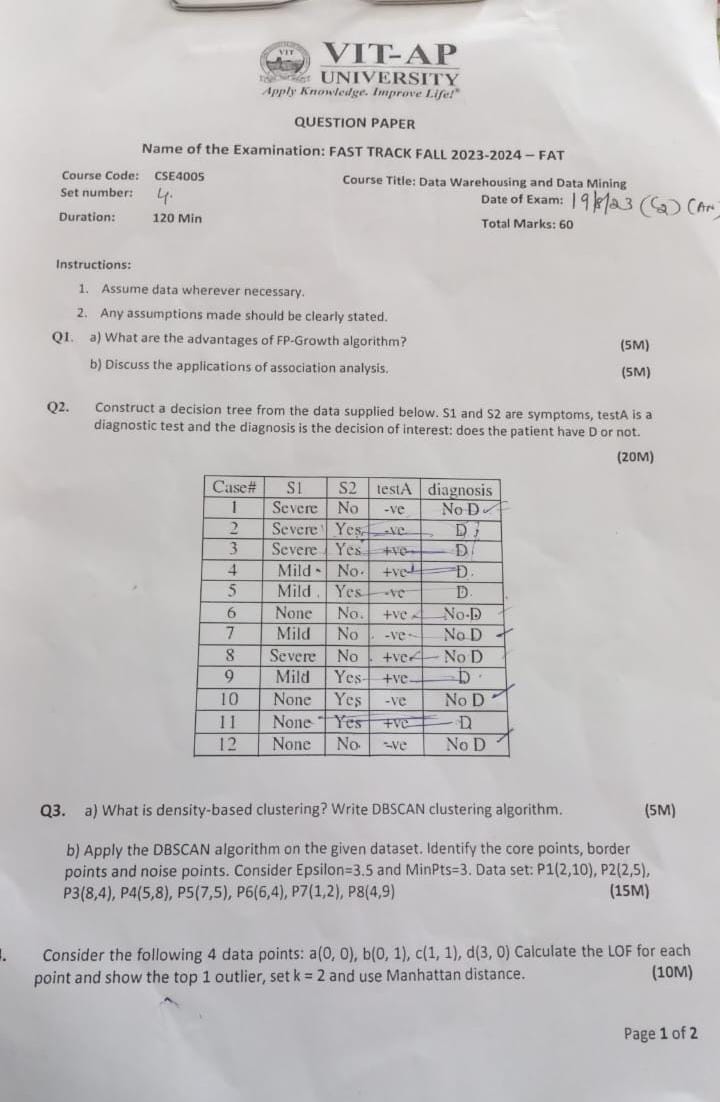 VIT
VIT-AP
UNIVERSITY
Apply Knowledge. Improve Life!®
QUESTION PAPER
Name of the Examination: FAST TRACK FALL 2023-2024 – FAT
Course Code: CSE4005
Course Title: Data Warehousing and Data Mining
Set number: 4.
Date of Exam: 19/8/23
Duration: 120 Min
Total Marks: 60
Instructions:
1. Assume data wherever necessary.
2. Any assumptions made should be clearly stated.
Q1. a) What are the advantages of FP-Growth algorithm? (5M)
b) Discuss the applications of association analysis. (5M)
Q2. Construct a decision tree from the data supplied below. S1 and S2 are symptoms, testA is a
diagnostic test and the diagnosis is the decision of interest: does the patient have D or not.
(20M)
Case# S1 S2 testA diagnosis
1 Severe No -ve No D
2 Severe Yes -ve D
3 Severe Yes +ve D
4 Mild No +ve D
5 Mild Yes -ve D
6 None No +ve No D
7 Mild No -ve No D
8 Severe No +ve No D
9 Mild Yes +ve D
10 None Yes -ve No D
11 None Yes +ve D
12 None No -ve No D
Q3. a) What is density-based clustering? Write DBSCAN clustering algorithm. (5M)
b) Apply the DBSCAN algorithm on the given dataset. Identify the core points, border
points and noise points. Consider Epsilon=3.5 and MinPts=3. Data set: P1(2,10), P2(2,5),
P3(8,4), P4(5,8), P5(7,5), P6(6,4), P7(1,2), P8(4,9) (15M)
Consider the following 4 data points: a(0, 0), b(0, 1), c(1, 1), d(3, 0) Calculate the LOF for each
point and show the top 1 outlier, set k = 2 and use Manhattan distance. (10M)
Page 1 of 2